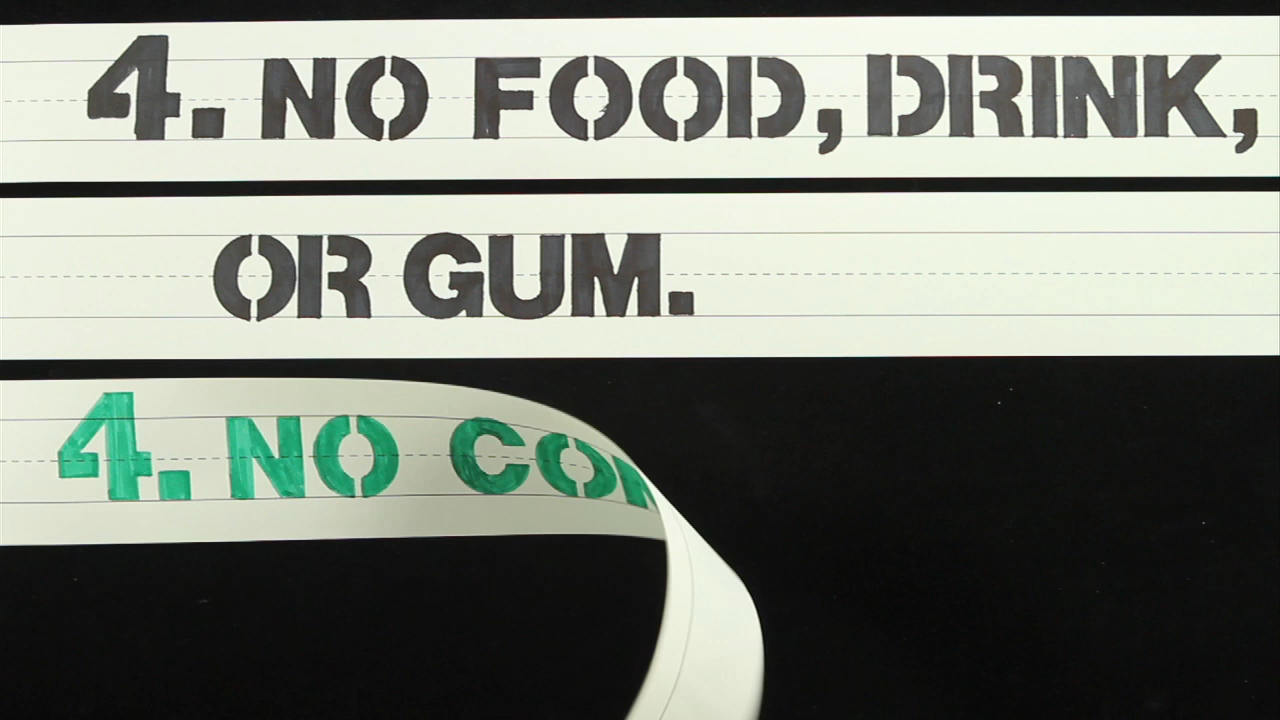 4. NO FOOD, DRINK,
OR GUM.
4. NO